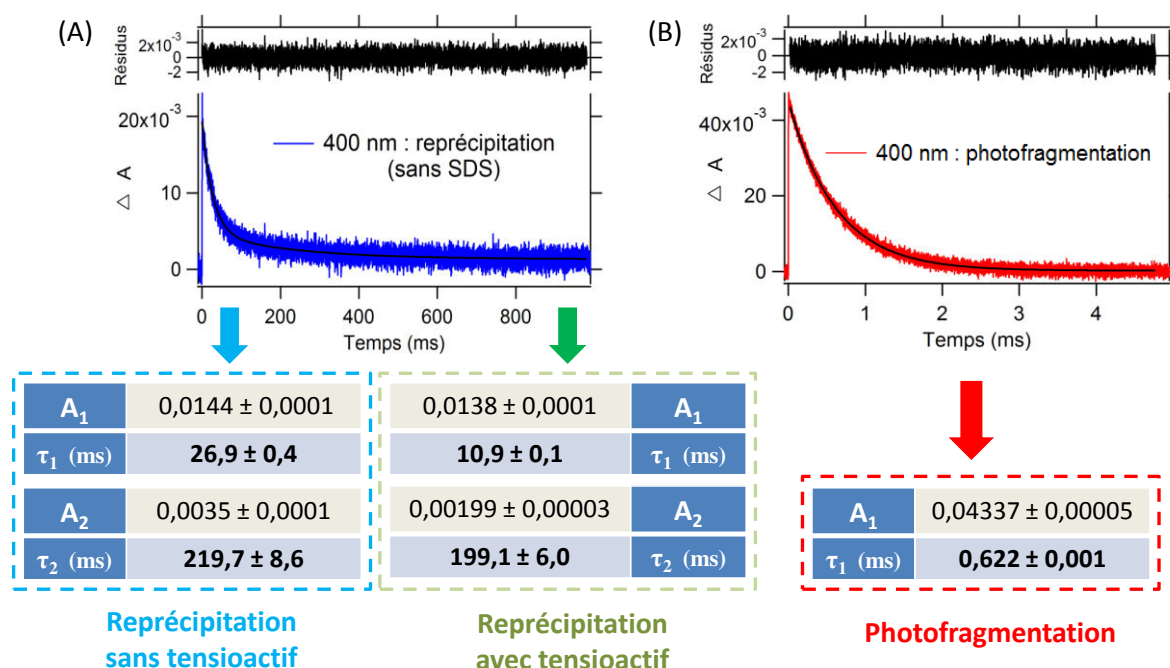 (A)
Résidus
2x10-3
0
-2
△ A
20x10-3
10
0
400 nm : reprécipitation
(sans SDS)
0 200 400 600 800
Temps (ms)
(B)
Résidus
2x10-3
0
-2
△ A
40x10-3
20
0
400 nm : photofragmentation
0 1 2 3 4
Temps (ms)
A1 0,0144 ± 0,0001
τ1 (ms) 26,9 ± 0,4
A2 0,0035 ± 0,0001
τ2 (ms) 219,7 ± 8,6
Reprécipitation
sans tensioactif
0,0138 ± 0,0001 A1
10,9 ± 0,1 τ1 (ms)
0,00199 ± 0,00003 A2
199,1 ± 6,0 τ2 (ms)
Reprécipitation
avec tensioactif
A1 0,04337 ± 0,00005
τ1 (ms) 0,622 ± 0,001
Photofragmentation